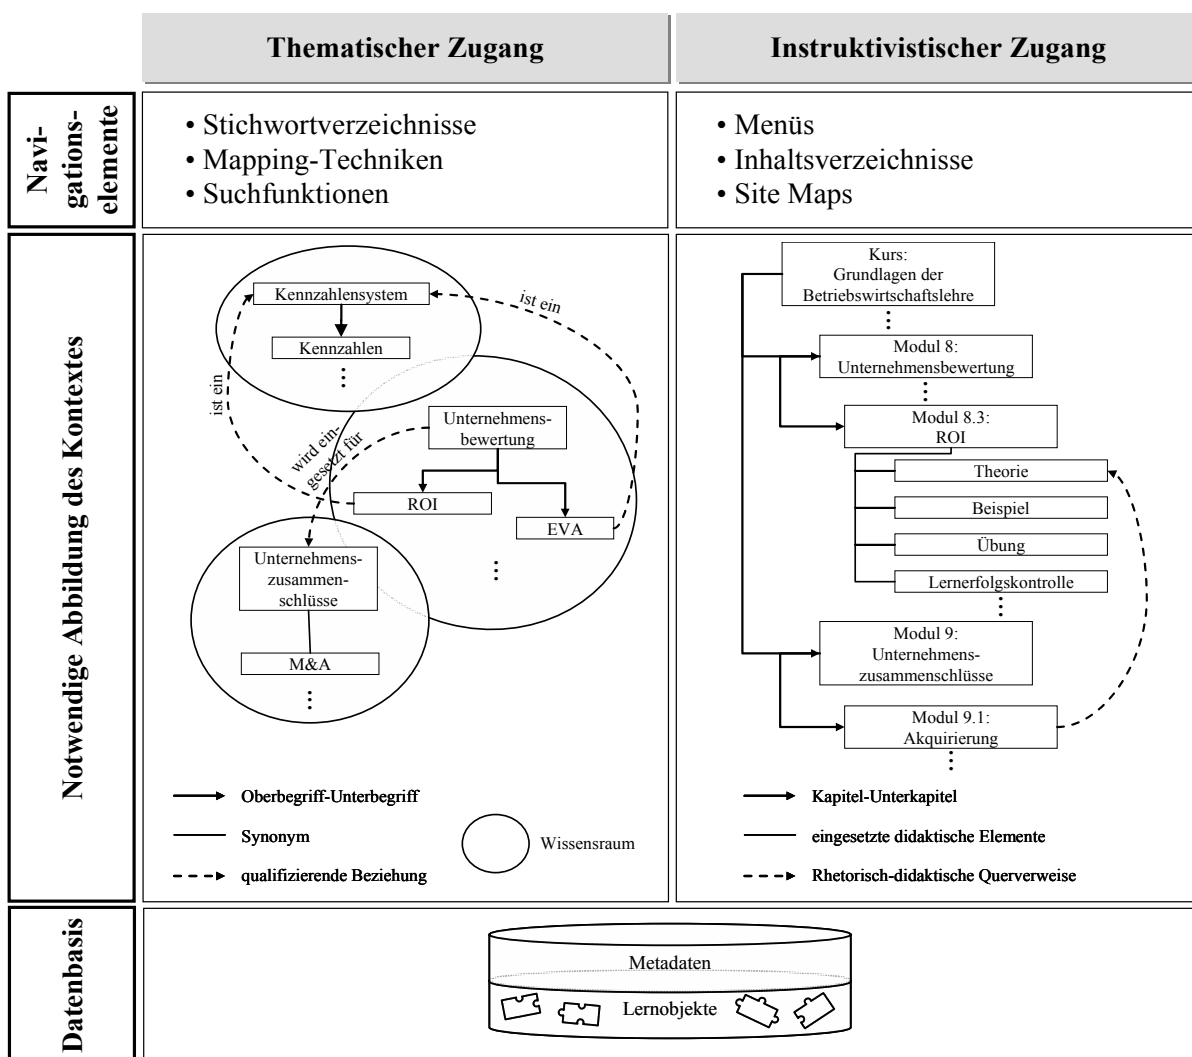 Thematischer Zugang
Instruktivistischer Zugang
Navi-
gations-
elemente
• Stichwortverzeichnisse
• Mapping-Techniken
• Suchfunktionen
• Menüs
• Inhaltsverzeichnisse
• Site Maps
Notwendige Abbildung des Kontextes
Kennzahlensystem
Kennzahlen
ist ein
ist ein
wird ein-
gesetzt für
Unternehmens-
bewertung
ROI
EVA
Unternehmens-
zusammen-
schlüsse
M&A
Oberbegriff-Unterbegriff
Synonym
qualifizierende Beziehung
Wissensraum
Kurs:
Grundlagen der
Betriebswirtschaftslehre
Modul 8:
Unternehmensbewertung
Modul 8.3:
ROI
Theorie
Beispiel
Übung
Lernerfolgskontrolle
Modul 9:
Unternehmens-
zusammenschlüsse
Modul 9.1:
Akquirierung
Kapitel-Unterkapitel
eingesetzte didaktische Elemente
Rhetorisch-didaktische Querverweise
Datenbasis
Metadaten
Lernobjekte